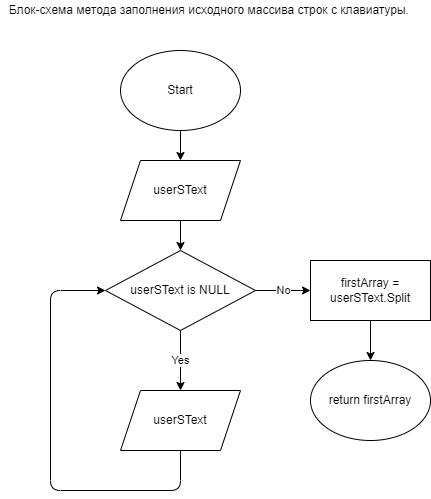 Блок-схема метода заполнения исходного массива строк с клавиатуры.
Start
userSText
userSText is NULL
No
firstArray =
userSText.Split
Yes
return firstArray
userSText